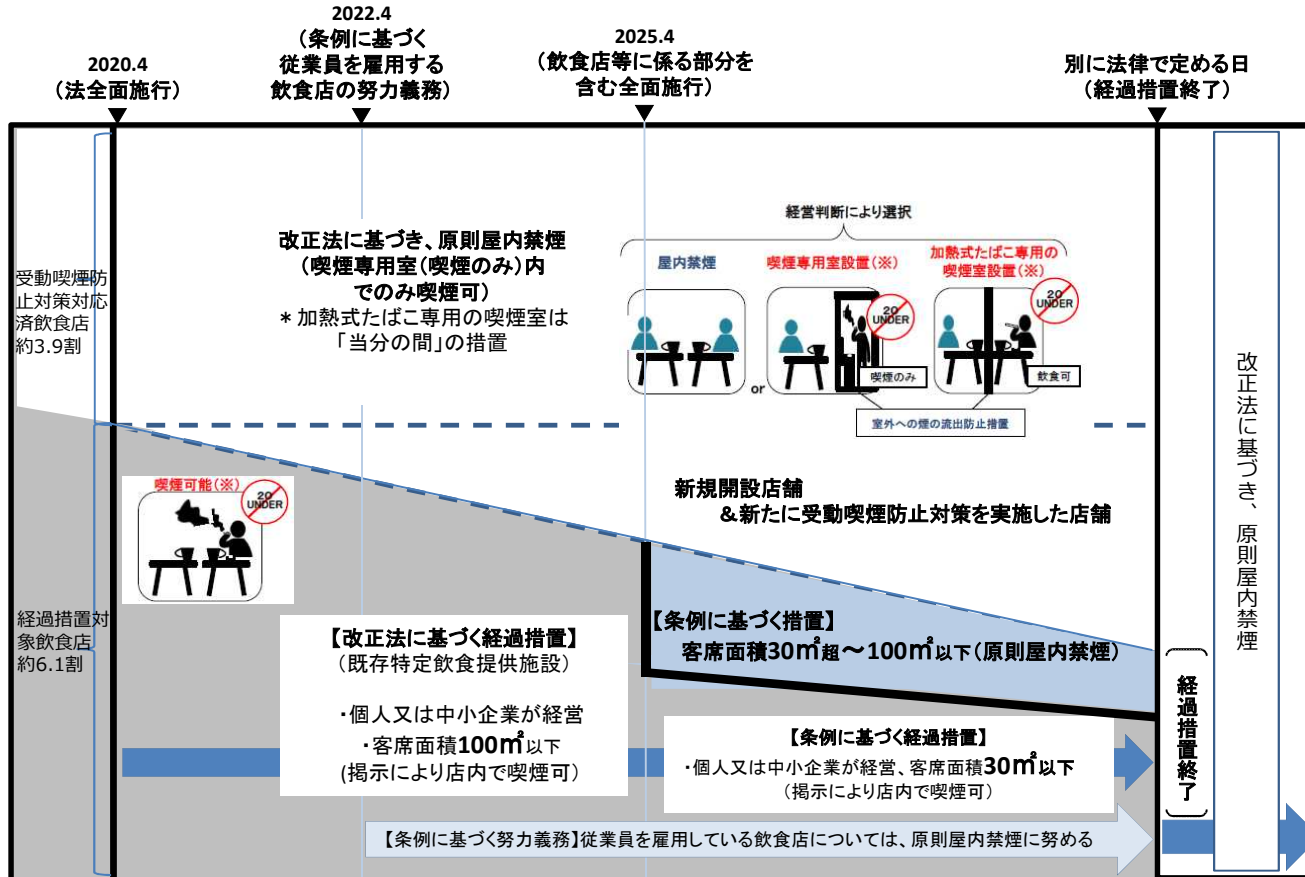 2020.4
(法全面施行)
2022.4
(条例に基づく
従業員を雇用する
飲食店の努力義務)
2025.4
(飲食店等に係る部分を
含む全面施行)
別に法律で定める日
(経過措置終了)
受動喫煙防
止対策対応
済飲食店
約3.9割
改正法に基づき、原則屋内禁煙
(喫煙専用室(喫煙のみ)内
でのみ喫煙可)
*加熱式たばこ専用の喫煙室は
「当分の間」の措置
経営判断により選択
屋内禁煙
喫煙専用室設置(※)
加熱式たばこ専用の
喫煙室設置(※)
20
UNDER
20
UNDER
喫煙のみ
飲食可
or
室外への煙の流出防止措置
喫煙可能(※)
20
UNDER
新規開設店舗
&新たに受動喫煙防止対策を実施した店舗
経過措置対
象飲食店
約6.1割
【改正法に基づく経過措置】
(既存特定飲食提供施設)
・個人又は中小企業が経営
・客席面積100㎡以下
(掲示により店内で喫煙可)
【条例に基づく措置】
客席面積30㎡超~100㎡以下(原則屋内禁煙)
【条例に基づく経過措置】
・個人又は中小企業が経営、客席面積30㎡以下
(掲示により店内で喫煙可)
【条例に基づく努力義務】従業員を雇用している飲食店については、原則屋内禁煙に努める
(経過措置終了)
改正法に基づき、原則屋内禁煙